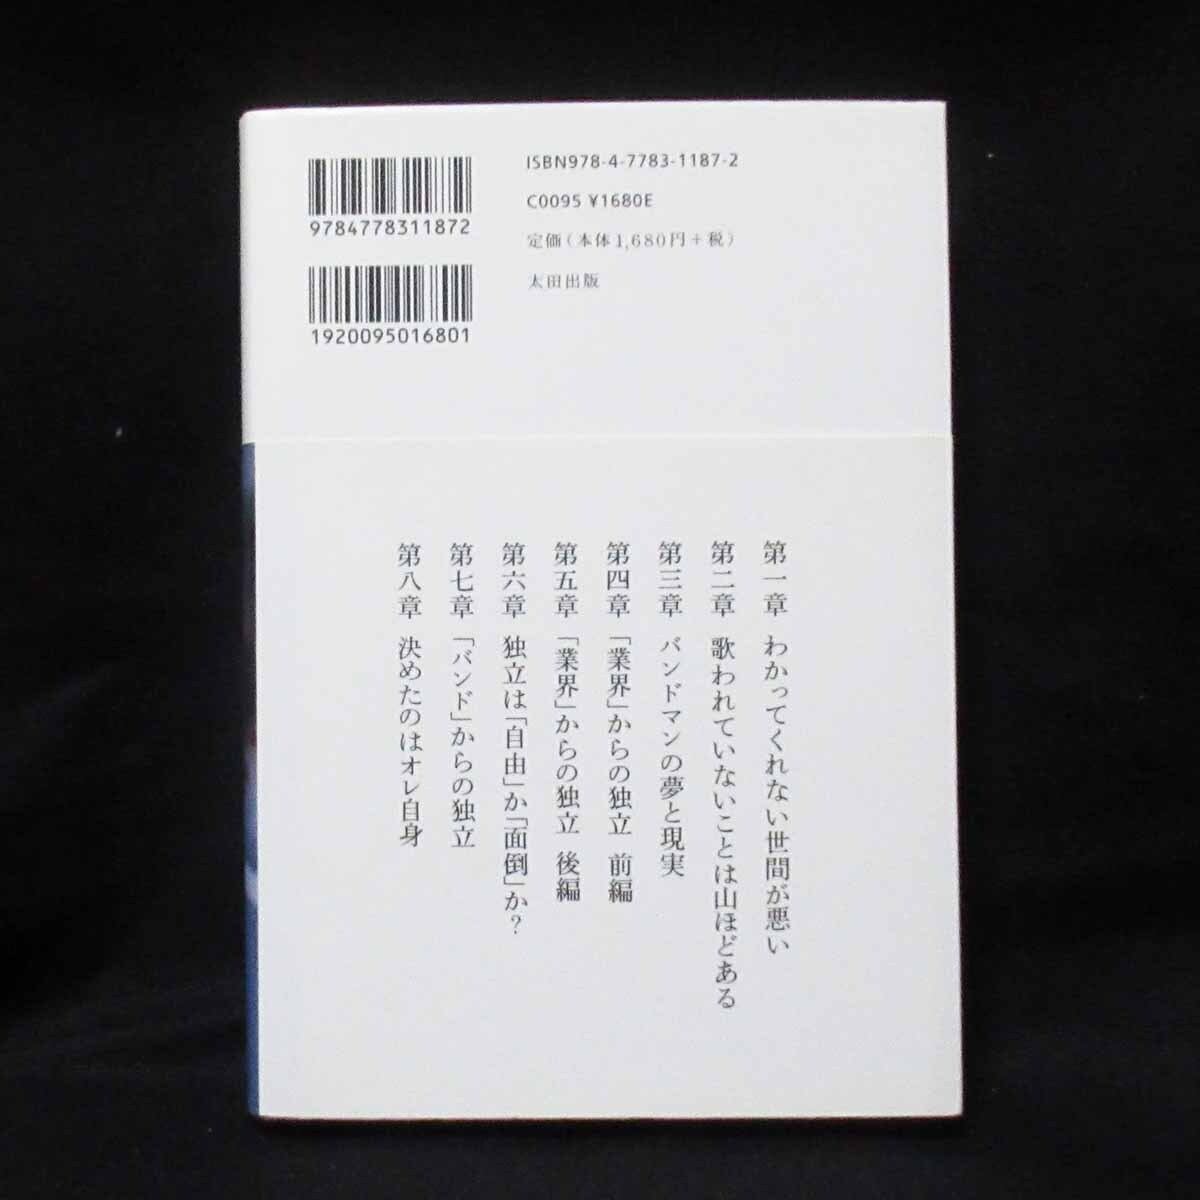 ISBN978-4-7783-1187-2
C0095 ¥1680E
定価(本体1,680円+税)
太田出版
9784778311872
1920095016801
第一章 わかってくれない世間が悪い
第二章 歌われていないことは山ほどある
第三章 バンドマンの夢と現実
第四章 「業界」からの独立 前編
第五章 「業界」からの独立 後編
第六章 独立は「自由」か「面倒」か?
第七章 「バンド」からの独立
第八章 決めたのはオレ自身